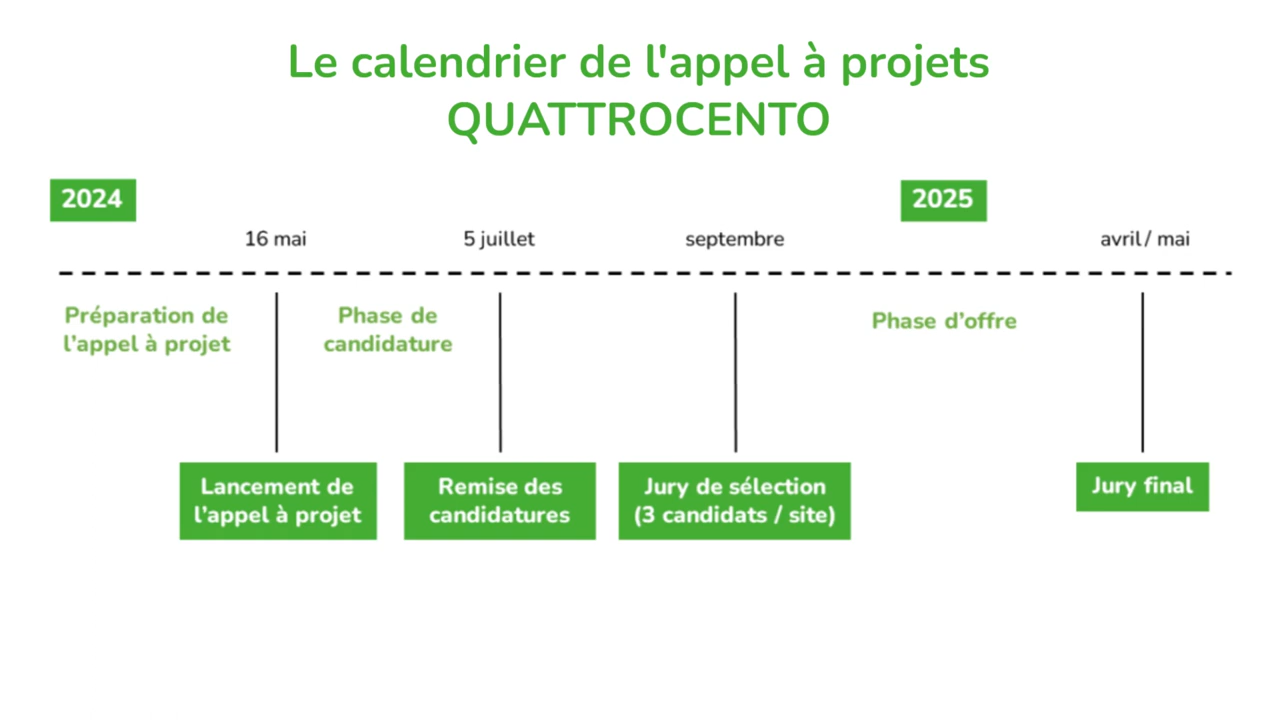 Le calendrier de l'appel à projets
QUATTROCENTO
2024
2025
16 mai
5 juillet
septembre
avril / mai
Préparation de
l’appel à projet
Phase de
candidature
Phase d’offre
Lancement de
l’appel à projet
Remise des
candidatures
Jury de sélection
(3 candidats / site)
Jury final